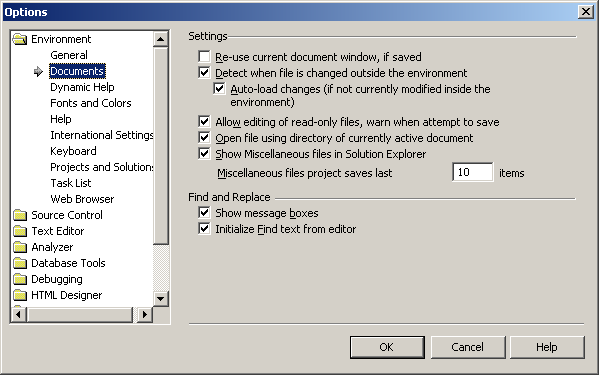 Options
Environment
General
Documents
Dynamic Help
Fonts and Colors
Help
International Settings
Keyboard
Projects and Solutions
Task List
Web Browser
Source Control
Text Editor
Analyzer
Database Tools
Debugging
HTML Designer
Settings
Re-use current document window, if saved
Detect when file is changed outside the environment
Auto-load changes (if not currently modified inside the
environment)
Allow editing of read-only files, warn when attempt to save
Open file using directory of currently active document
Show Miscellaneous files in Solution Explorer
Miscellaneous files project saves last 10 items
Find and Replace
Show message boxes
Initialize Find text from editor
OK Cancel Help